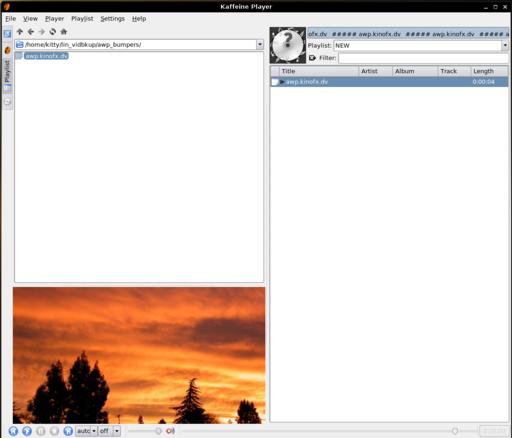 Kaffeine Player
File View Player Playlist Settings Help
/home/kitty/lin_vidbkup/awp_bumpers/
awp.kinofx.dv
Playlist
ofx.dv ##### awp.kinofx.dv ##### awp.kinofx.dv ##### a
Playlist: NEW
Filter:
Title Artist Album Track Length
awp.kinofx.dv 0:00:04
auto off